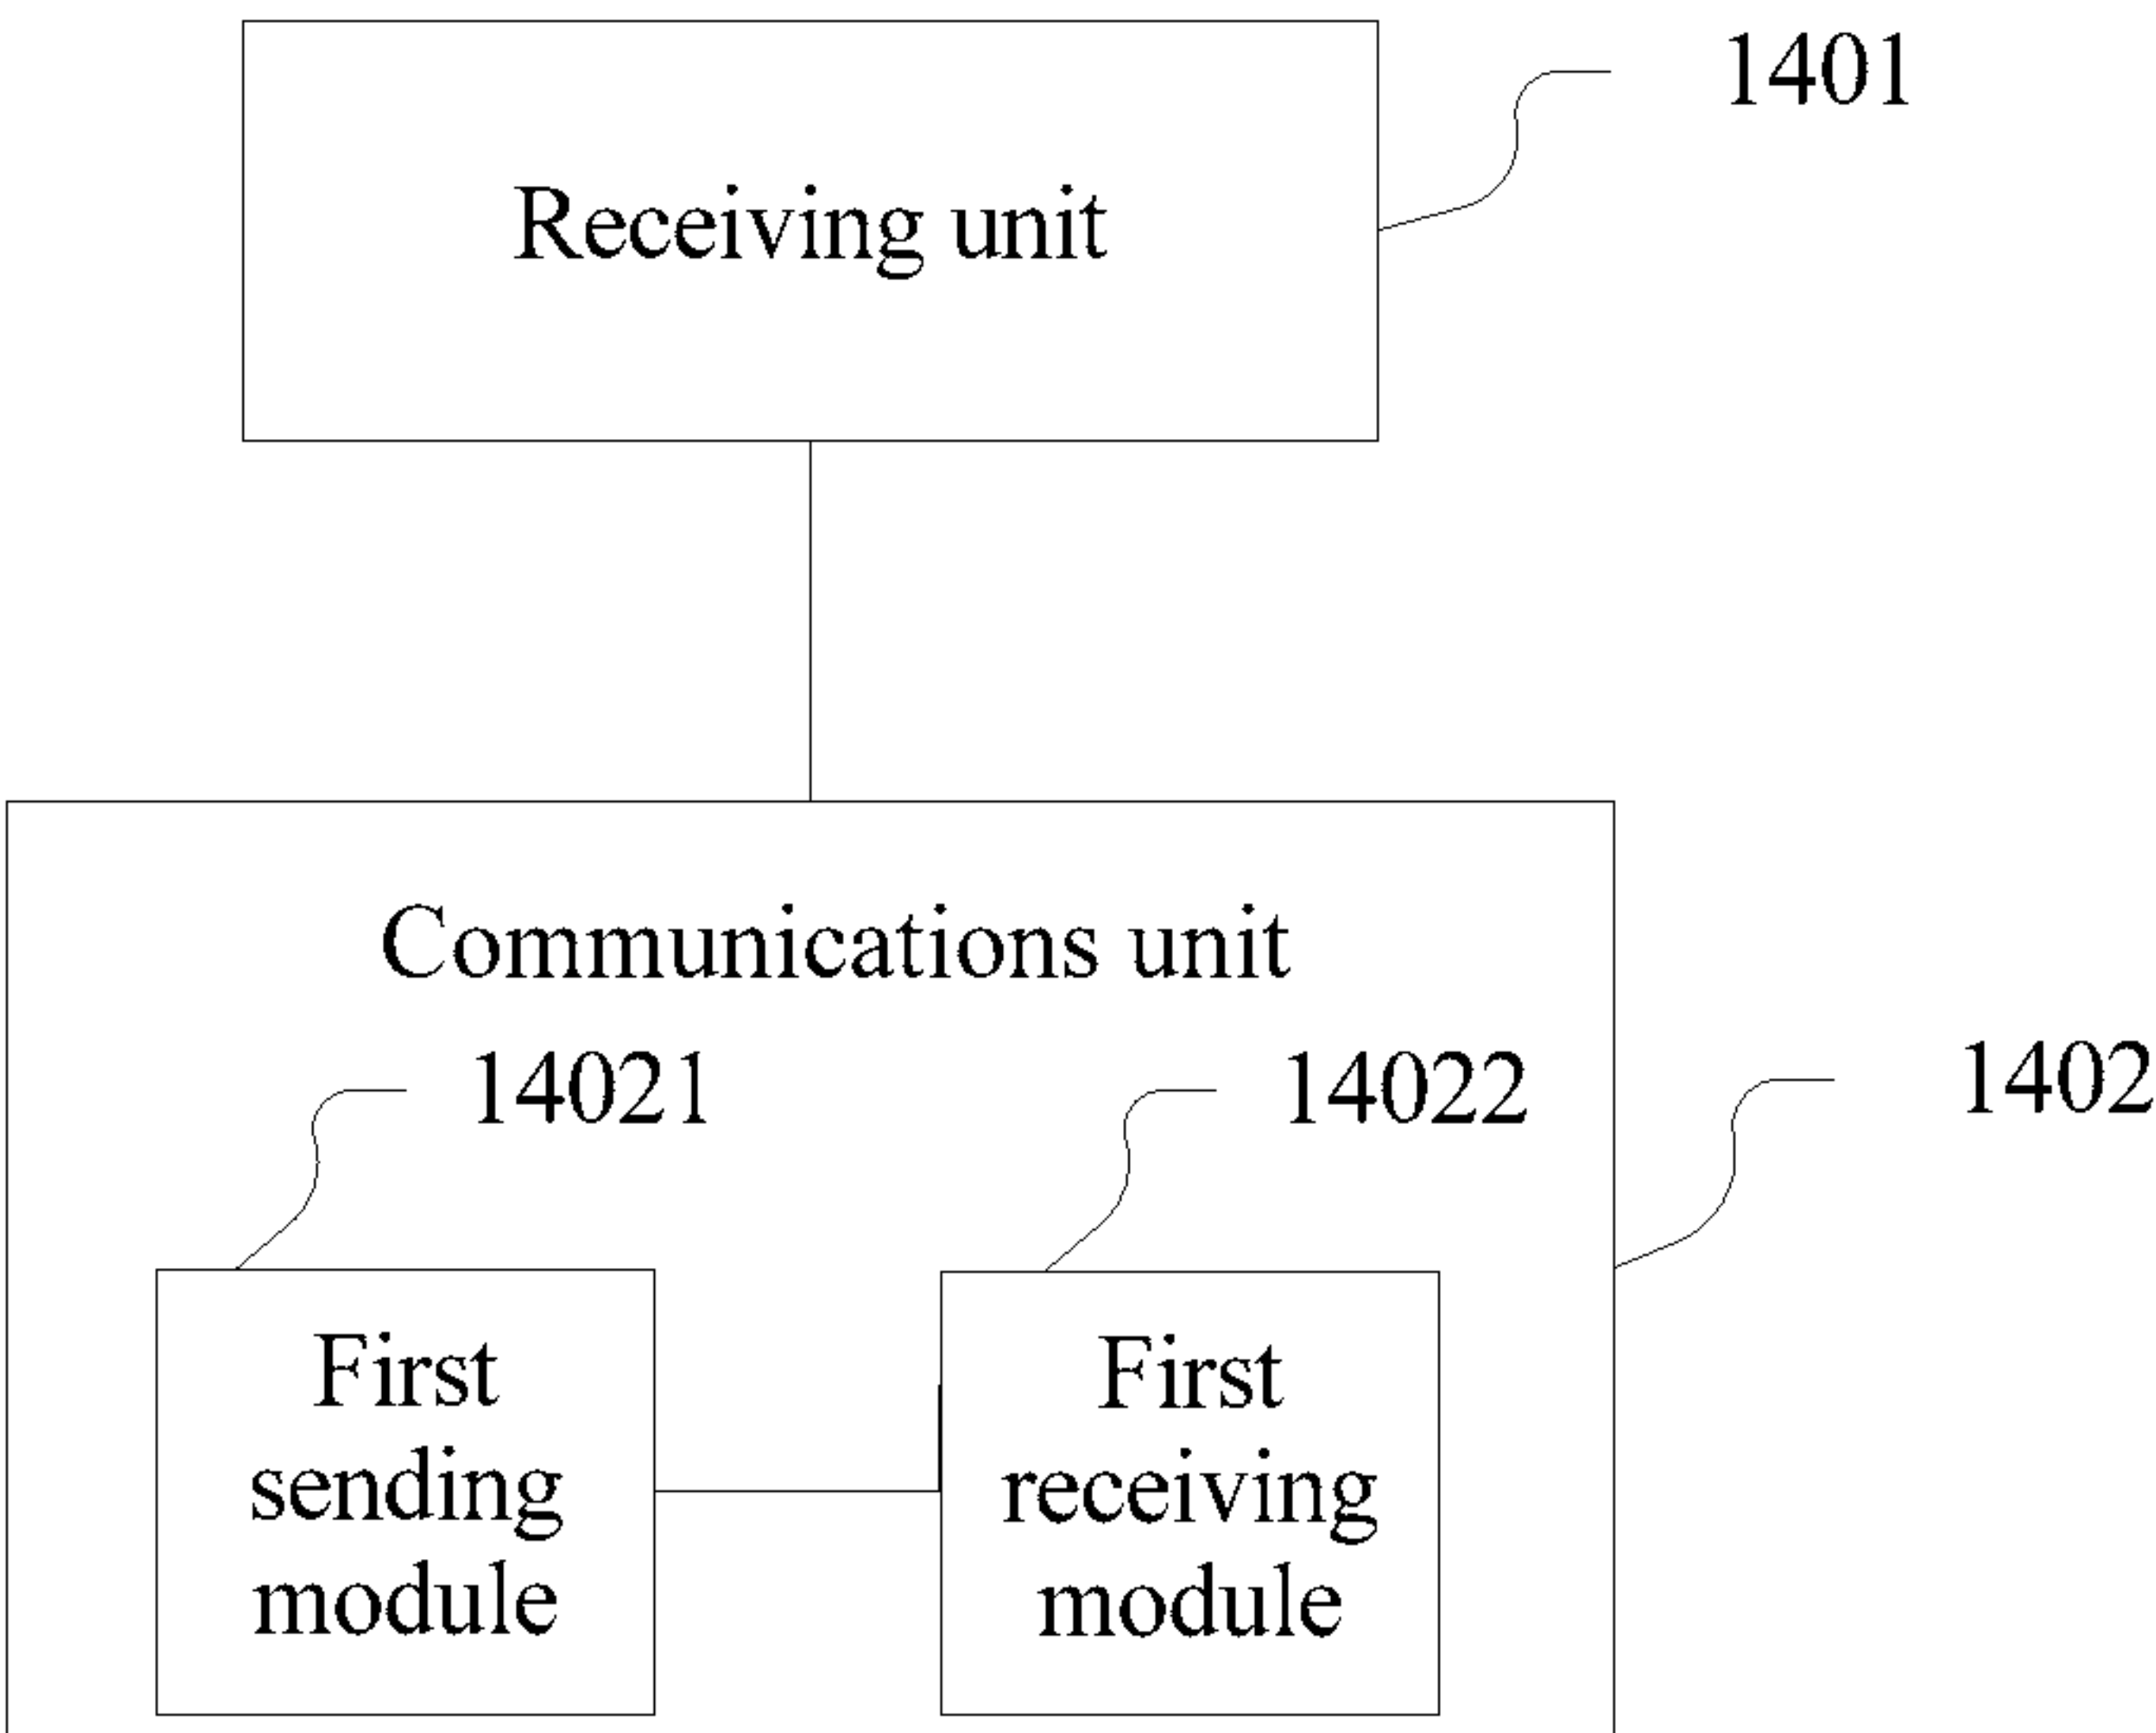 1401
Receiving unit
Communications unit
14021
14022
1402
First
sending
module
First
receiving
module